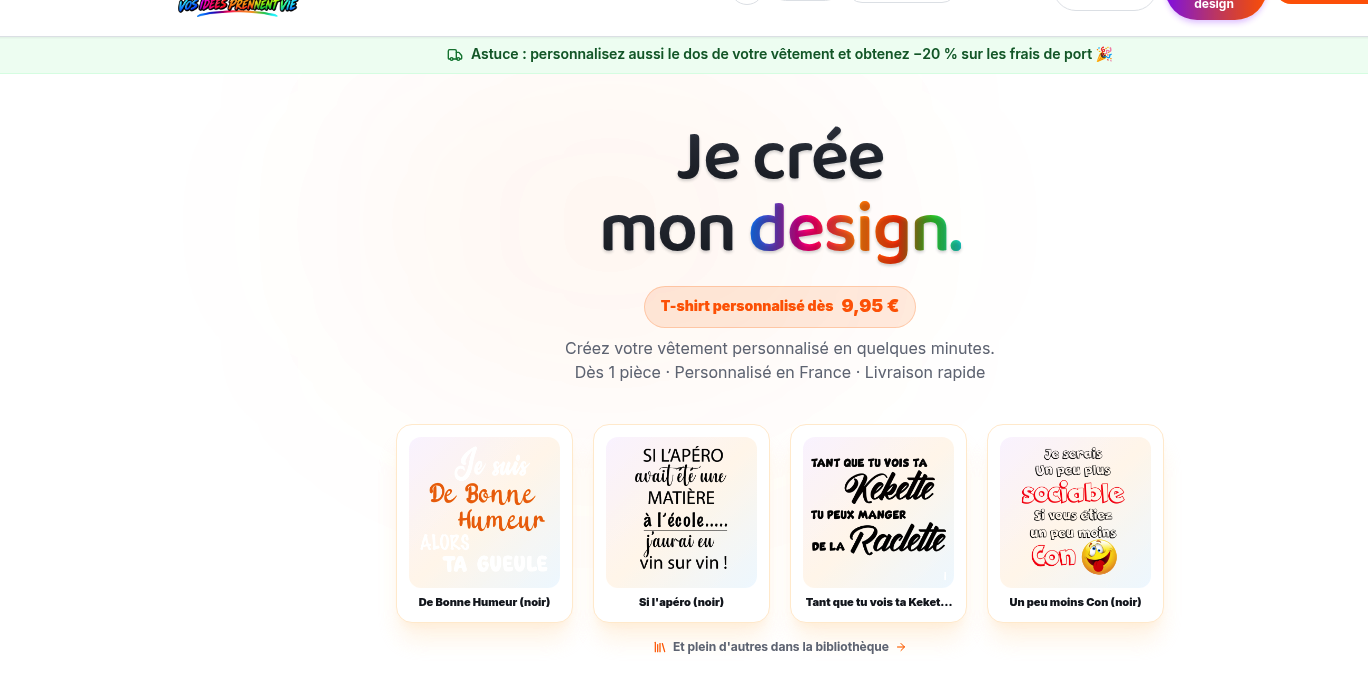 VOS IDÉES PRENNENT VIE
design
Astuce : personnalisez aussi le dos de votre vêtement et obtenez −20 % sur les frais de port 🎉
Je crée
mon design.
T-shirt personnalisé dès 9,95 €
Créez votre vêtement personnalisé en quelques minutes.
Dès 1 pièce · Personnalisé en France · Livraison rapide
Je suis
De Bonne
Humeur
ALORS
TA GUEULE
De Bonne Humeur (noir)
SI L'APÉRO
avait été une
MATIÈRE
à l'école.....
j'aurai eu
vin sur vin !
Si l'apéro (noir)
TANT QUE TU VOIS TA
Kekette
TU PEUX MANGER
DE LA Raclette
Tant que tu vois ta Keket...
Je serais
Un peu plus
sociable
Si vous étiez
un peu moins
Con
Un peu moins Con (noir)
Et plein d'autres dans la bibliothèque →